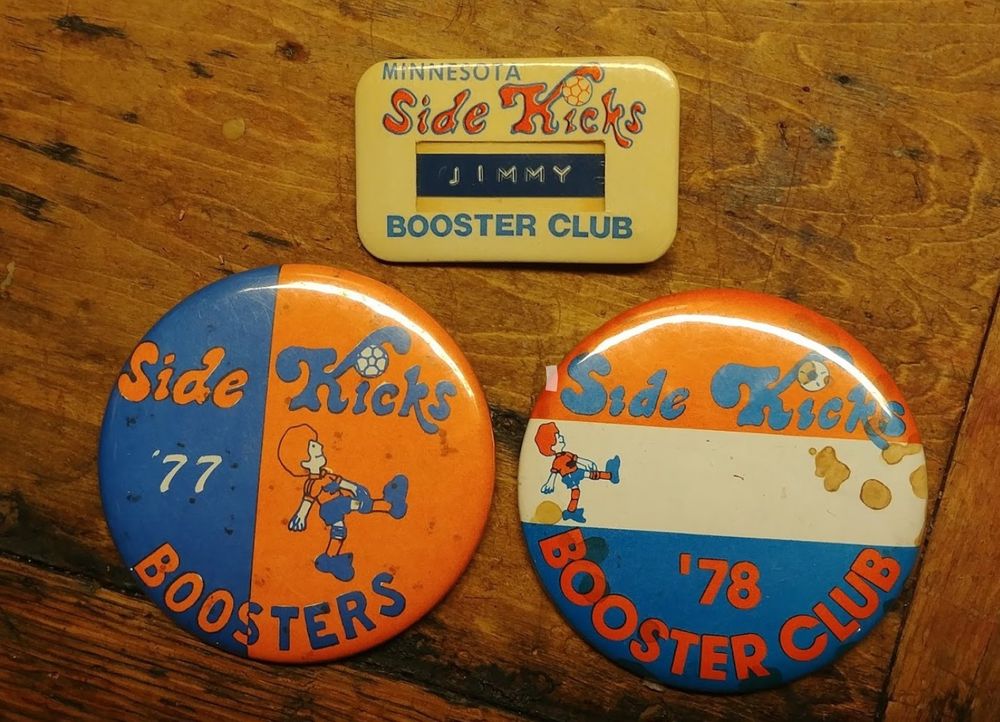 MINNESOTA
Side Kicks
JIMMY
BOOSTER CLUB
Side Kicks
'77
BOOSTERS
Side Kicks
'78
BOOSTER CLUB